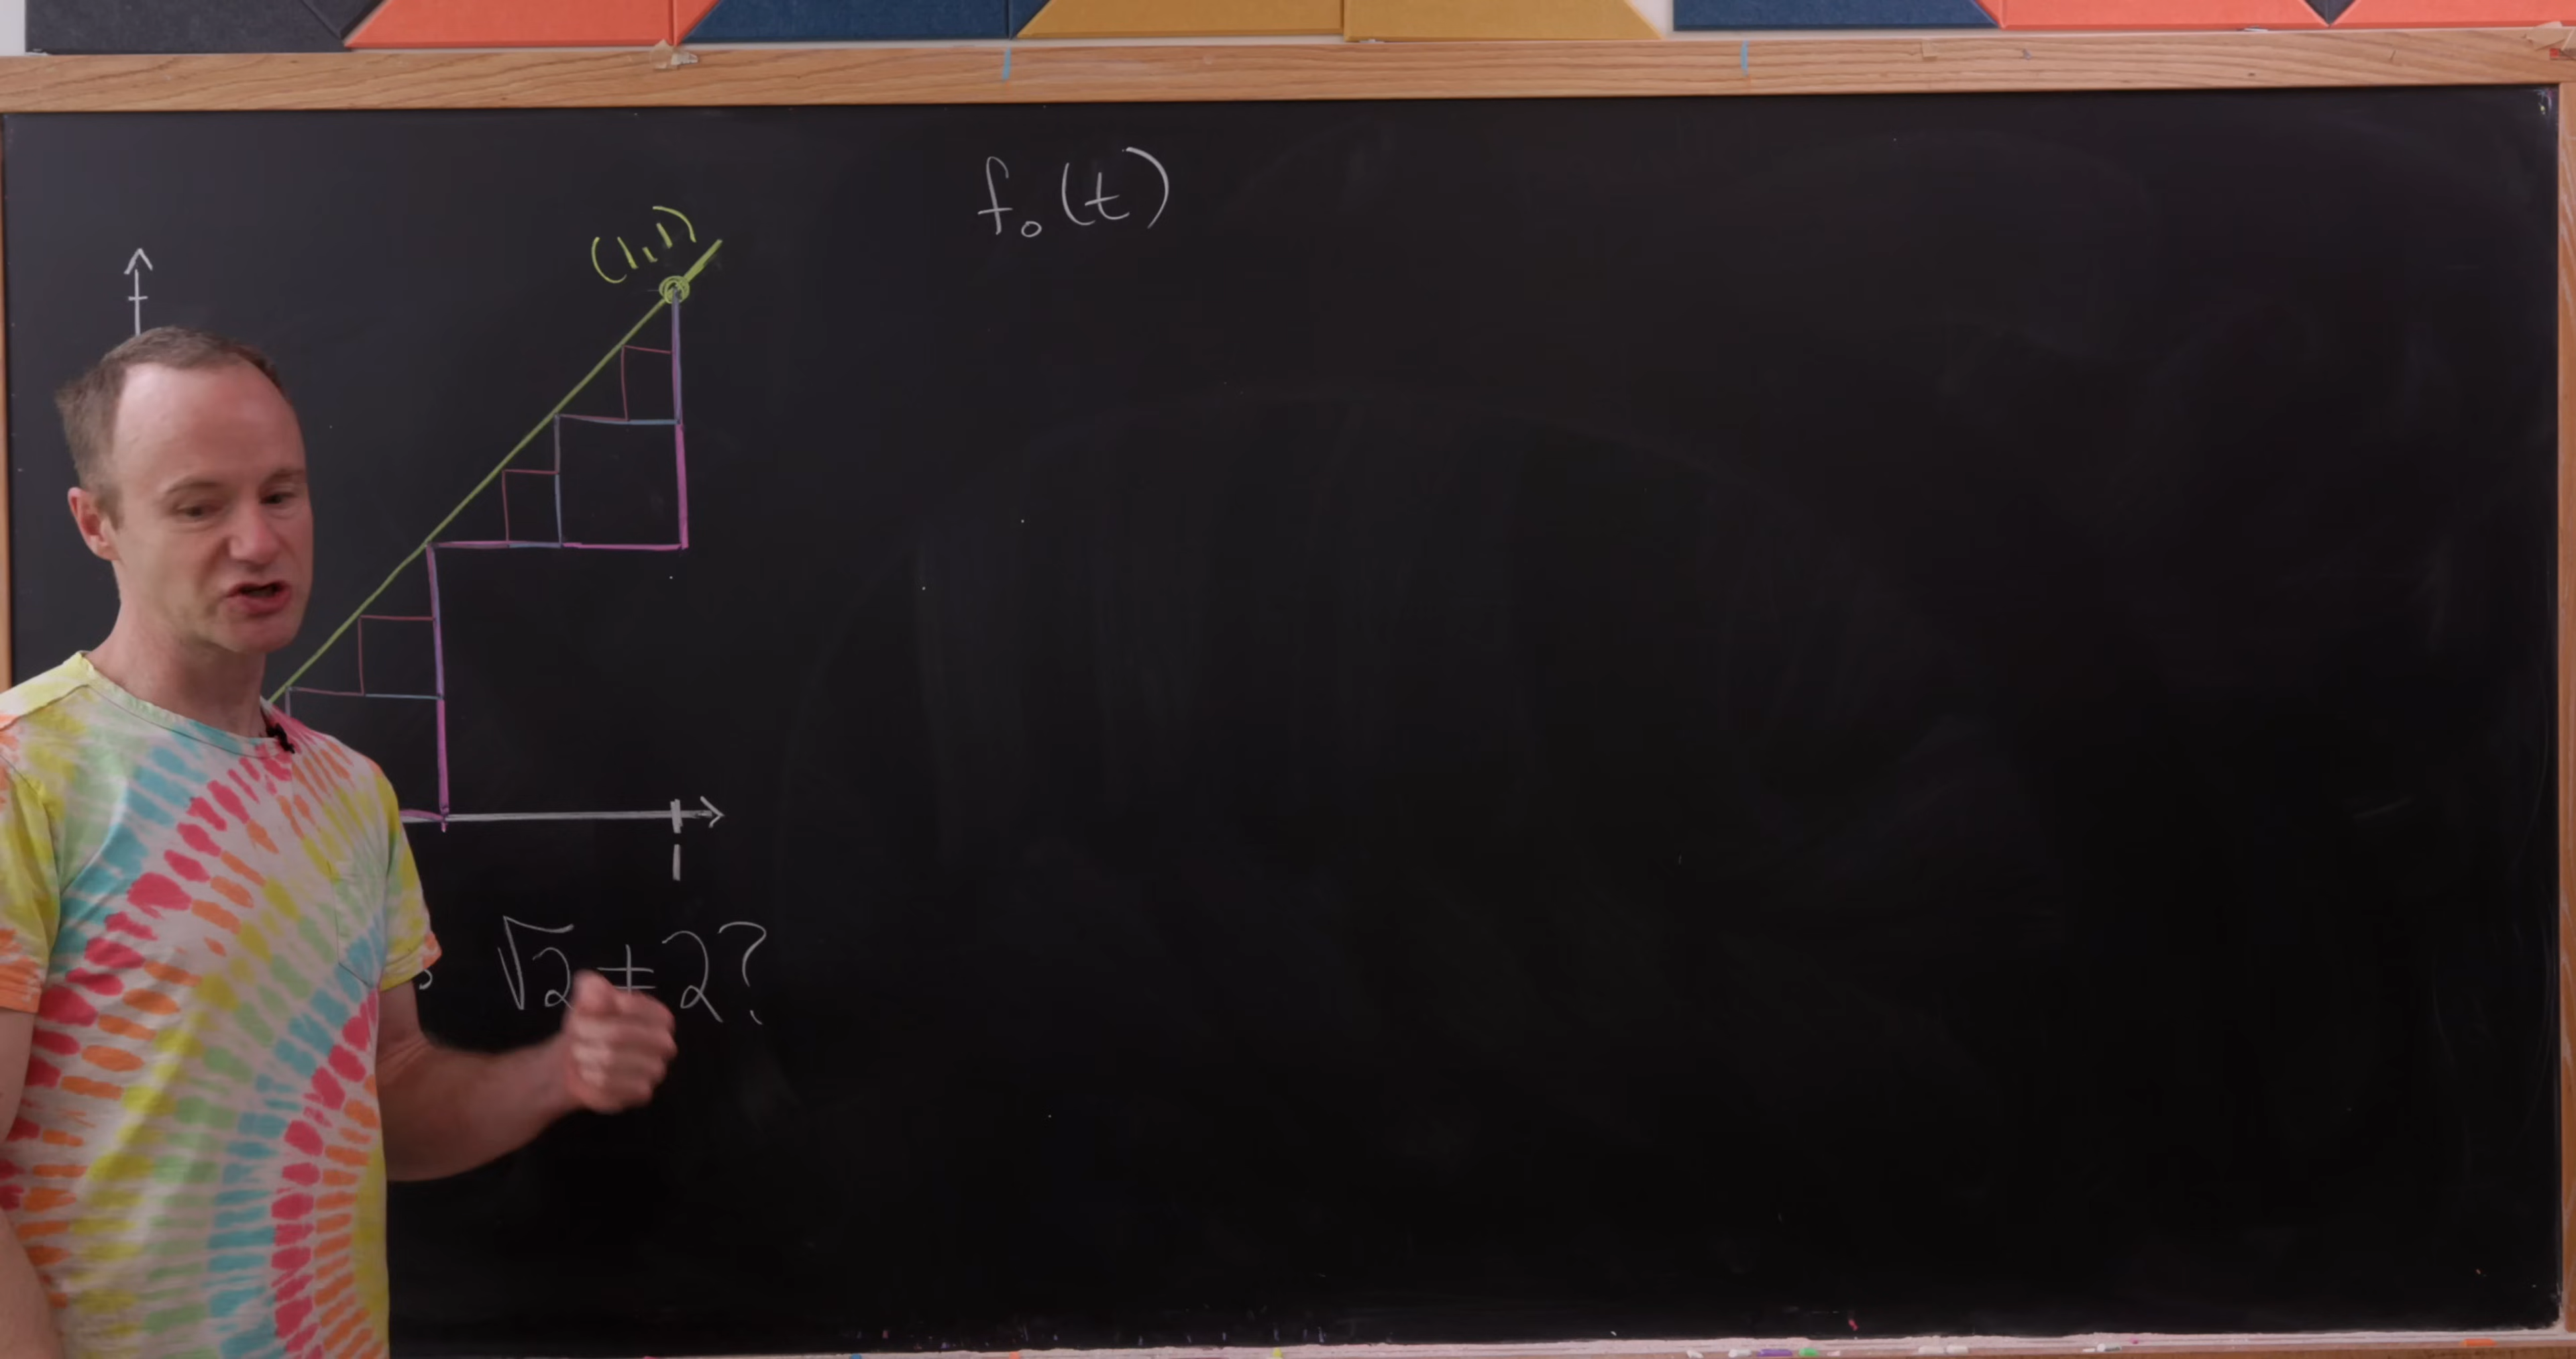 f₀(t)
(1,1)
1
√2 ≠ 2?